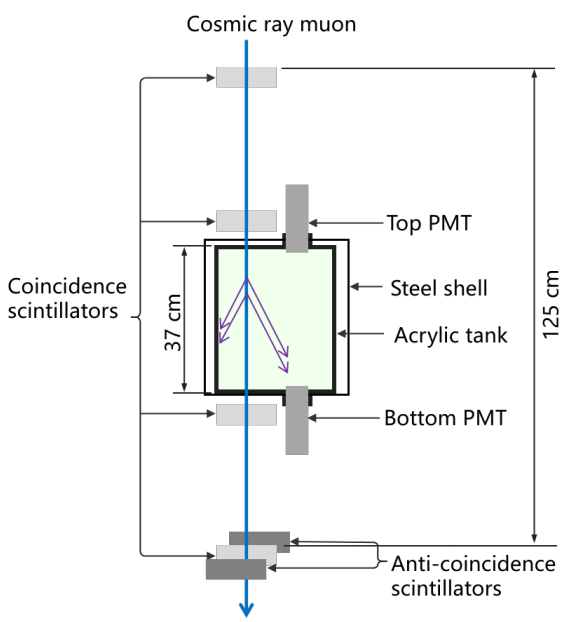 Cosmic ray muon
Top PMT
Coincidence
scintillators
37 cm
Steel shell
125 cm
Acrylic tank
Bottom PMT
Anti-coincidence
scintillators